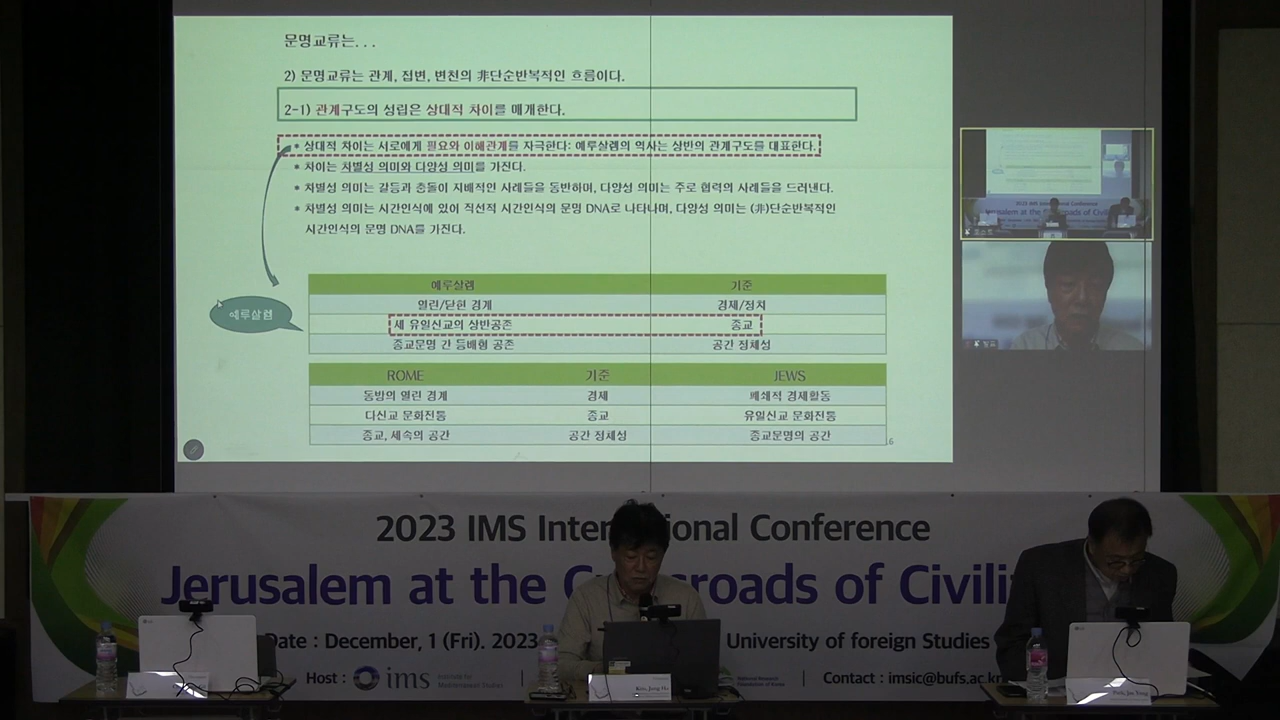 문명교류는...
2) 문명교류는 관계, 접변, 변천의 非단순반복적인 흐름이다.
2-1) 관계구도의 성립은 상대적 차이를 매개한다.
• 상대적 차이는 서로에게 필요와 이해관계를 자극한다: 예루살렘의 역사는 상반의 관계구도를 대표한다.
• 차이는 차별성 의미와 다양성 의미를 가진다.
• 차별성 의미는 갈등과 충돌이 지배적인 사례들을 동반하며, 다양성 의미는 주로 협력의 사례들을 드러낸다.
• 차별성 의미는 시간인식에 있어 직선적 시간인식의 문명 DNA로 나타나며, 다양성 의미는 (非)단순반복적인
시간인식의 문명 DNA를 가진다.
예루살렘
예루살렘 기준
열린/닫현 경계 경제/정치
세 유일신교의 상반공존 종교
종교문명 간 등배형 공존 공간 정체성
ROME 기준 JEWS
동방의 열린 경계 경제 폐쇄적 경제활동
다신교 문화전통 종교 유일신교 문화전통
종교, 세속의 공간 공간 정체성 종교문명의 공간
16
2023 IMS International Conference
Jerusalem at the Crossroads of Civili
Date : December, 1 (Fri). 2023 University of foreign Studies
Host : ims Institute for Mediterranean Studies | National Research Foundation of Korea | Contact : imsic@bufs.ac.kr
Kim, Jung Ha